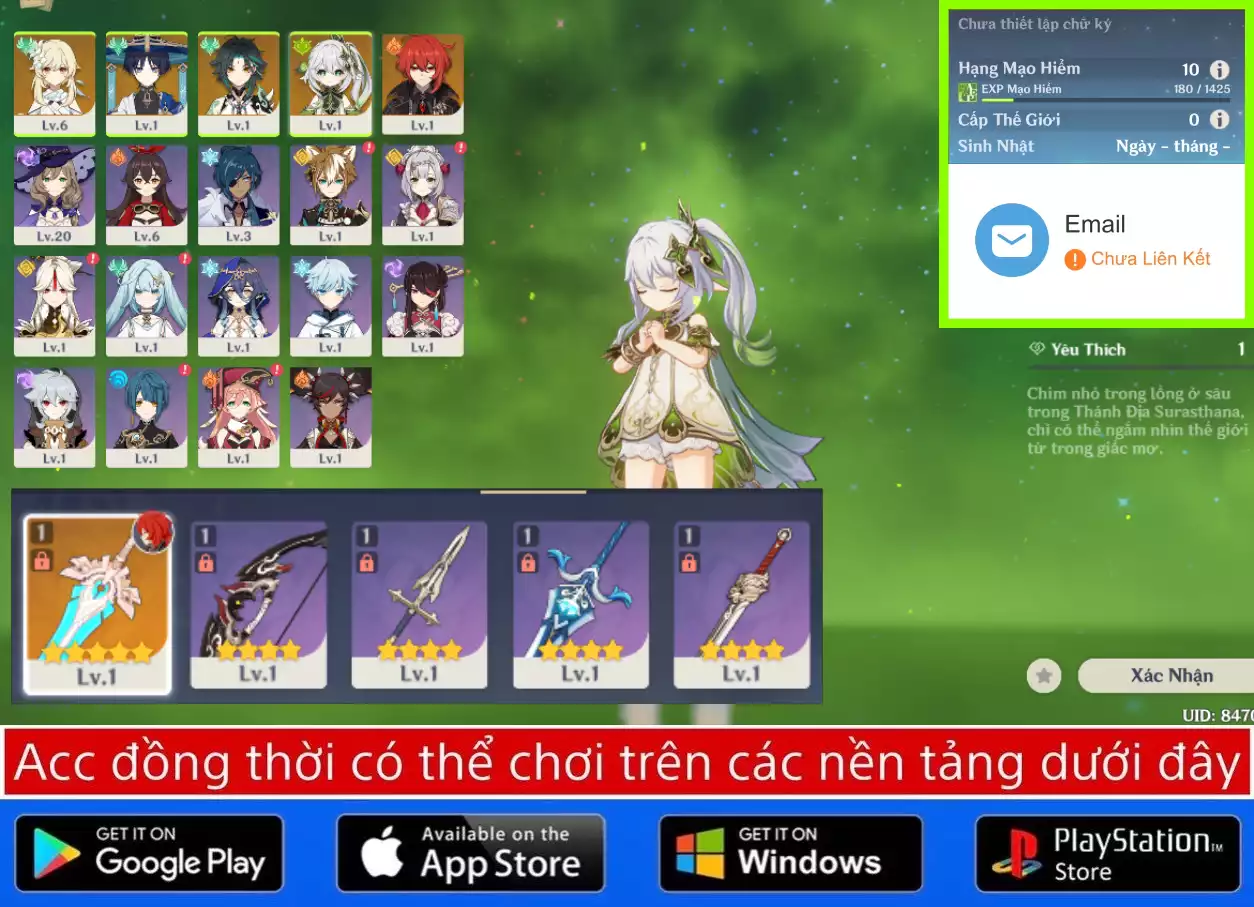 Chưa thiết lập chữ ký
Hạng Mạo Hiểm 10
EXP Mạo Hiểm 180 / 1425
Cấp Thế Giới 0
Sinh Nhật Ngày - tháng -
Email
Chưa Liên Kết
Lv.6 Lv.1 Lv.1 Lv.1 Lv.1
Lv.20 Lv.6 Lv.3 Lv.1 Lv.1
Lv.1 Lv.1 Lv.1 Lv.1 Lv.1
Lv.1 Lv.1 Lv.1 Lv.1
Yêu Thích 1
Chim nhỏ trong lồng ở sâu
trong Thánh Địa Surasthana,
chỉ có thể ngắm nhìn thế giới
từ trong giấc mơ.
1 1 1 1 1
Lv.1 Lv.1 Lv.1 Lv.1 Lv.1
Xác Nhận
UID: 8470
Acc đồng thời có thể chơi trên các nền tảng dưới đây
GET IT ON
Google Play
Available on the
App Store
GET IT ON
Windows
PlayStation™
Store